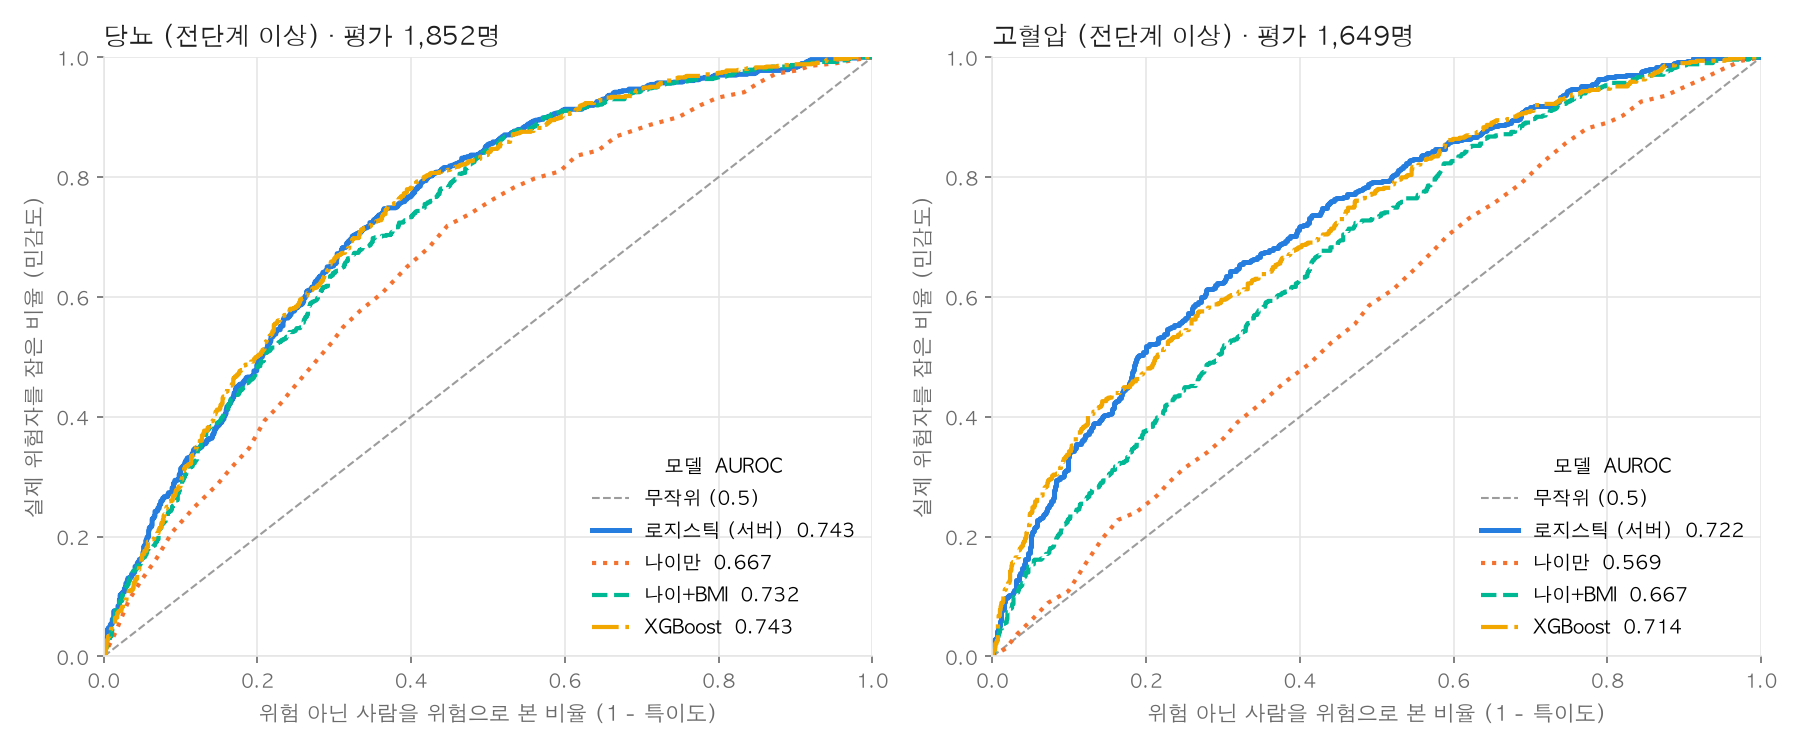 당뇨 (전단계 이상) · 평가 1,852명
1.0
0.8
0.6
0.4
0.2
0.0
실제 위험자를 잡은 비율 (민감도)
모델 AUROC
무작위 (0.5)
로지스틱 (서버) 0.743
나이만 0.667
나이+BMI 0.732
XGBoost 0.743
0.0 0.2 0.4 0.6 0.8 1.0
위험 아닌 사람을 위험으로 본 비율 (1 - 특이도)
고혈압 (전단계 이상) · 평가 1,649명
1.0
0.8
0.6
0.4
0.2
0.0
실제 위험자를 잡은 비율 (민감도)
모델 AUROC
무작위 (0.5)
로지스틱 (서버) 0.722
나이만 0.569
나이+BMI 0.667
XGBoost 0.714
0.0 0.2 0.4 0.6 0.8 1.0
위험 아닌 사람을 위험으로 본 비율 (1 - 특이도)